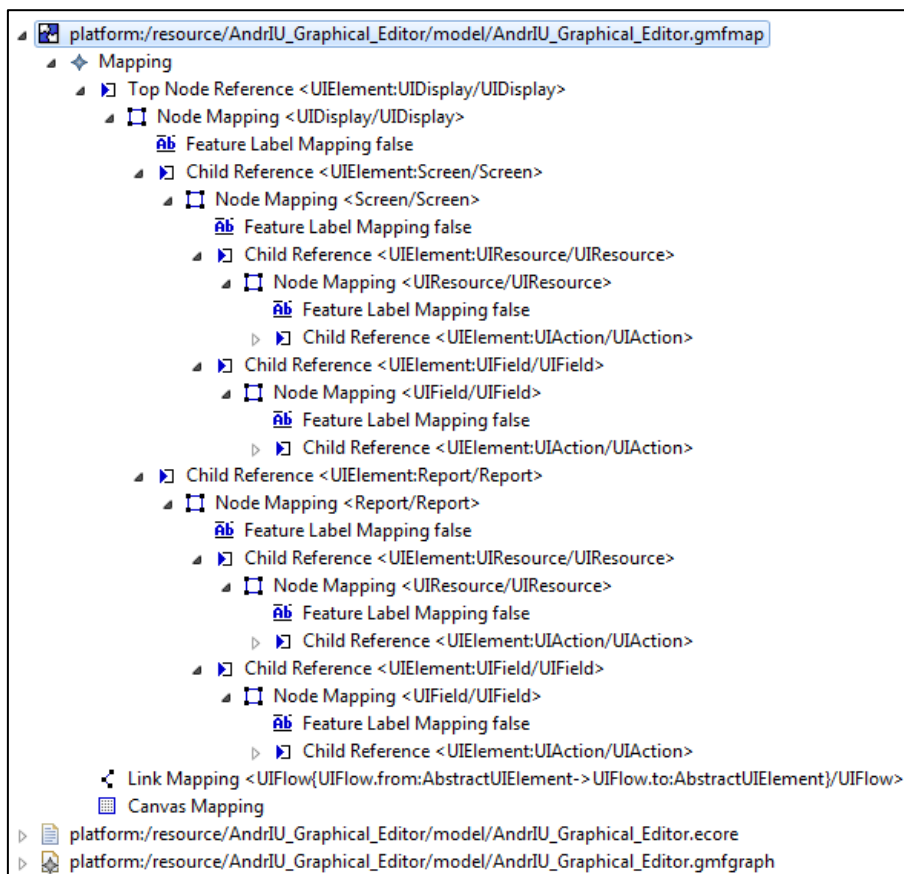 platform:/resource/AndrIU_Graphical_Editor/model/AndrIU_Graphical_Editor.gmfmap
Mapping
Top Node Reference <UIElement:UIDisplay/UIDisplay>
Node Mapping <UIDisplay/UIDisplay>
Ab Feature Label Mapping false
Child Reference <UIElement:Screen/Screen>
Node Mapping <Screen/Screen>
Ab Feature Label Mapping false
Child Reference <UIElement:UIResource/UIResource>
Node Mapping <UIResource/UIResource>
Ab Feature Label Mapping false
Child Reference <UIElement:UIAction/UIAction>
Child Reference <UIElement:UIField/UIField>
Node Mapping <UIField/UIField>
Ab Feature Label Mapping false
Child Reference <UIElement:UIAction/UIAction>
Child Reference <UIElement:Report/Report>
Node Mapping <Report/Report>
Ab Feature Label Mapping false
Child Reference <UIElement:UIResource/UIResource>
Node Mapping <UIResource/UIResource>
Ab Feature Label Mapping false
Child Reference <UIElement:UIAction/UIAction>
Child Reference <UIElement:UIField/UIField>
Node Mapping <UIField/UIField>
Ab Feature Label Mapping false
Child Reference <UIElement:UIAction/UIAction>
Link Mapping <UIFlow{UIFlow.from:AbstractUIElement->UIFlow.to:AbstractUIElement}/UIFlow>
Canvas Mapping
platform:/resource/AndrIU_Graphical_Editor/model/AndrIU_Graphical_Editor.ecore
platform:/resource/AndrIU_Graphical_Editor/model/AndrIU_Graphical_Editor.gmfgraph